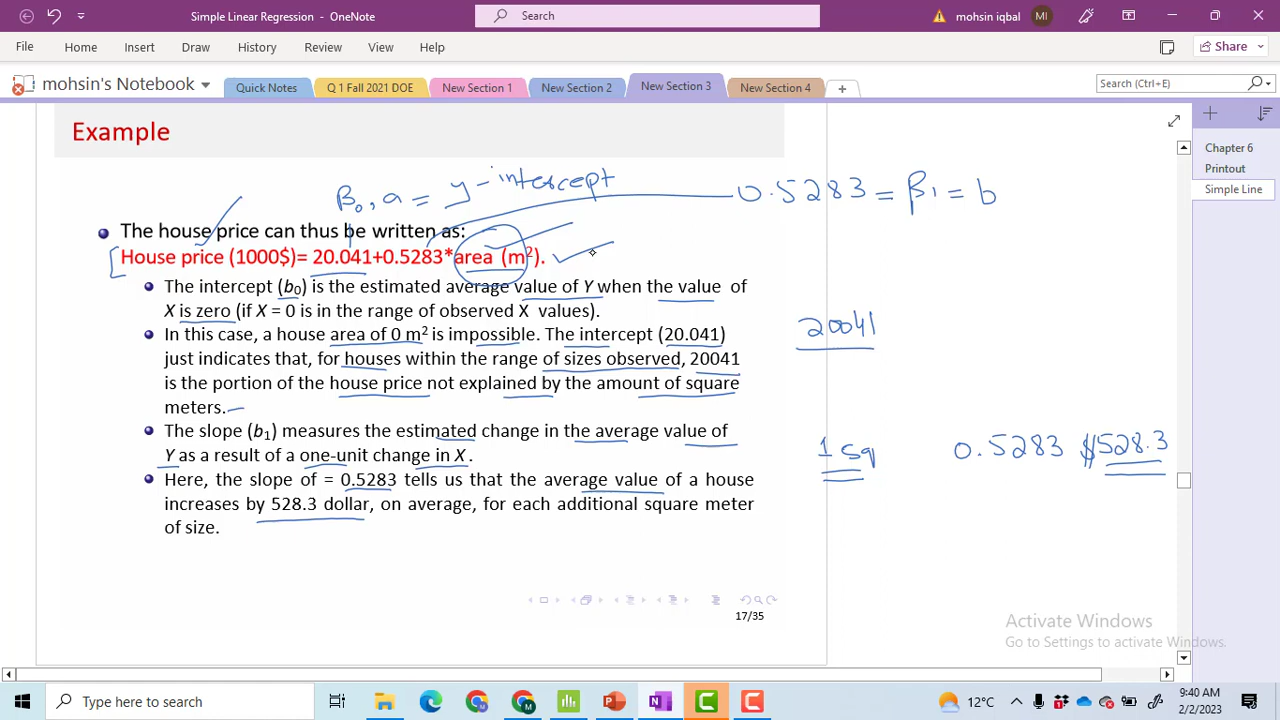 Simple Linear Regression - OneNote
Search
mohsin iqbal
MI
File
Home
Insert
Draw
History
Review
View
Help
Share
mohsin's Notebook
Quick Notes
Q 1 Fall 2021 DOE
New Section 1
New Section 2
New Section 3
New Section 4
Search (Ctrl+E)
Example
Chapter 6
Printout
Simple Line
β0, a = y-intercept
0.5283 = β1 = b
The house price can thus be written as:
House price (1000$)= 20.041+0.5283*area (m²).
The intercept (b0) is the estimated average value of Y when the value of
X is zero (if X = 0 is in the range of observed X values).
In this case, a house area of 0 m² is impossible. The intercept (20.041)
just indicates that, for houses within the range of sizes observed, 20041
is the portion of the house price not explained by the amount of square
meters.
20041
The slope (b1) measures the estimated change in the average value of
Y as a result of a one-unit change in X.
1 Sq 0.5283 $528.3
Here, the slope of = 0.5283 tells us that the average value of a house
increases by 528.3 dollar, on average, for each additional square meter
of size.
17/35
Activate Windows
Go to Settings to activate Windows.
Type here to search
12°C
9:40 AM
2/2/2023